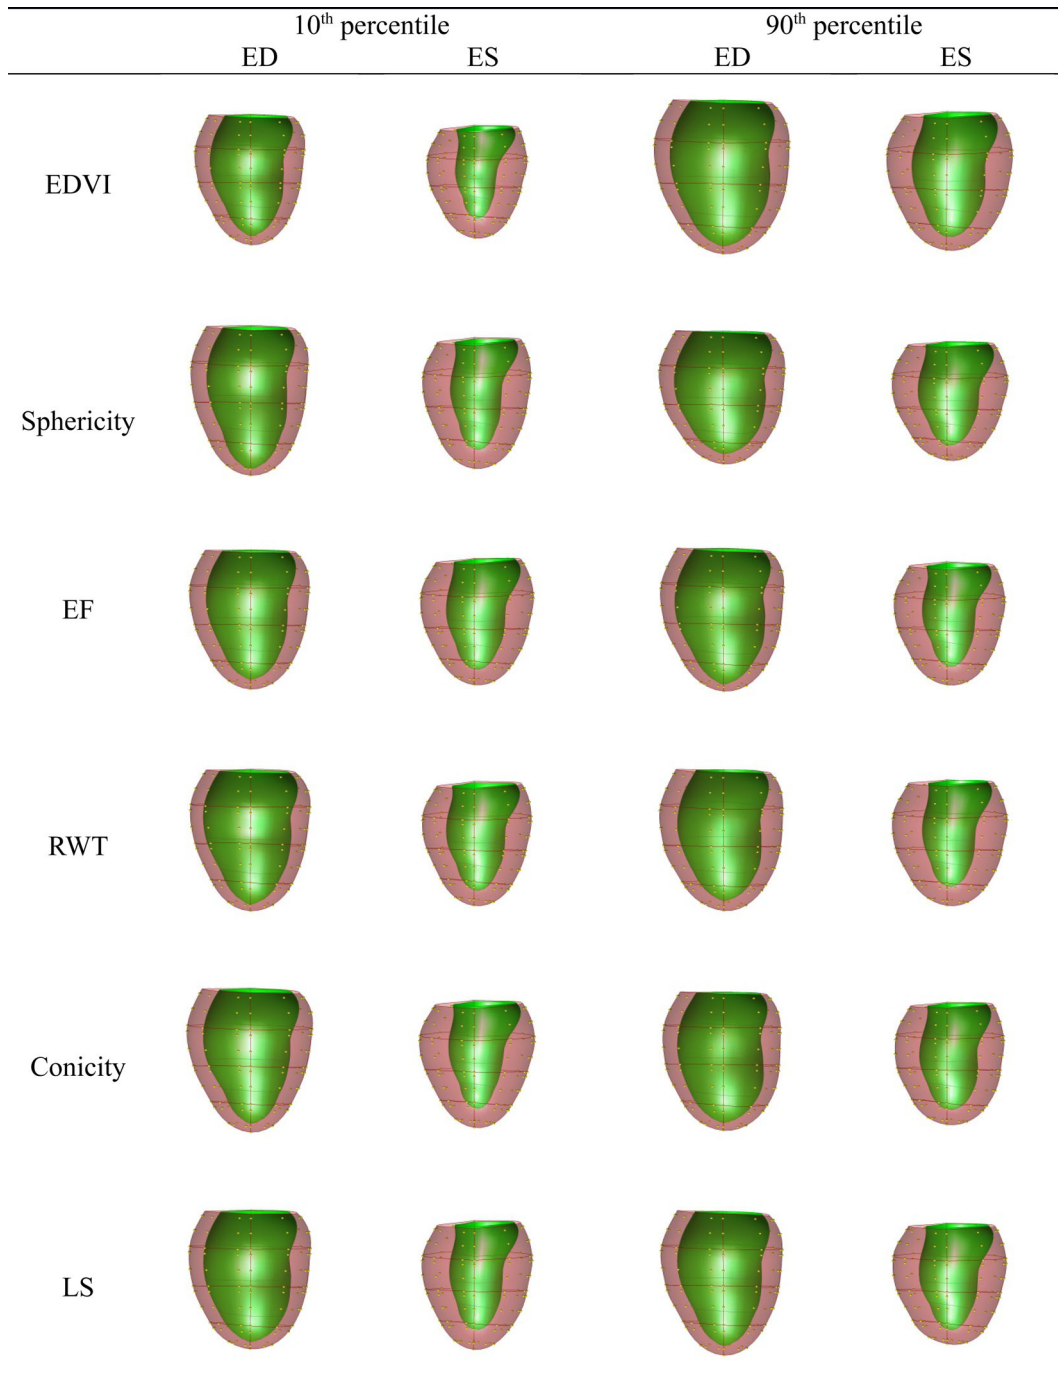 10th percentile 90th percentile
ED ES ED ES
EDVI
Sphericity
EF
RWT
Conicity
LS